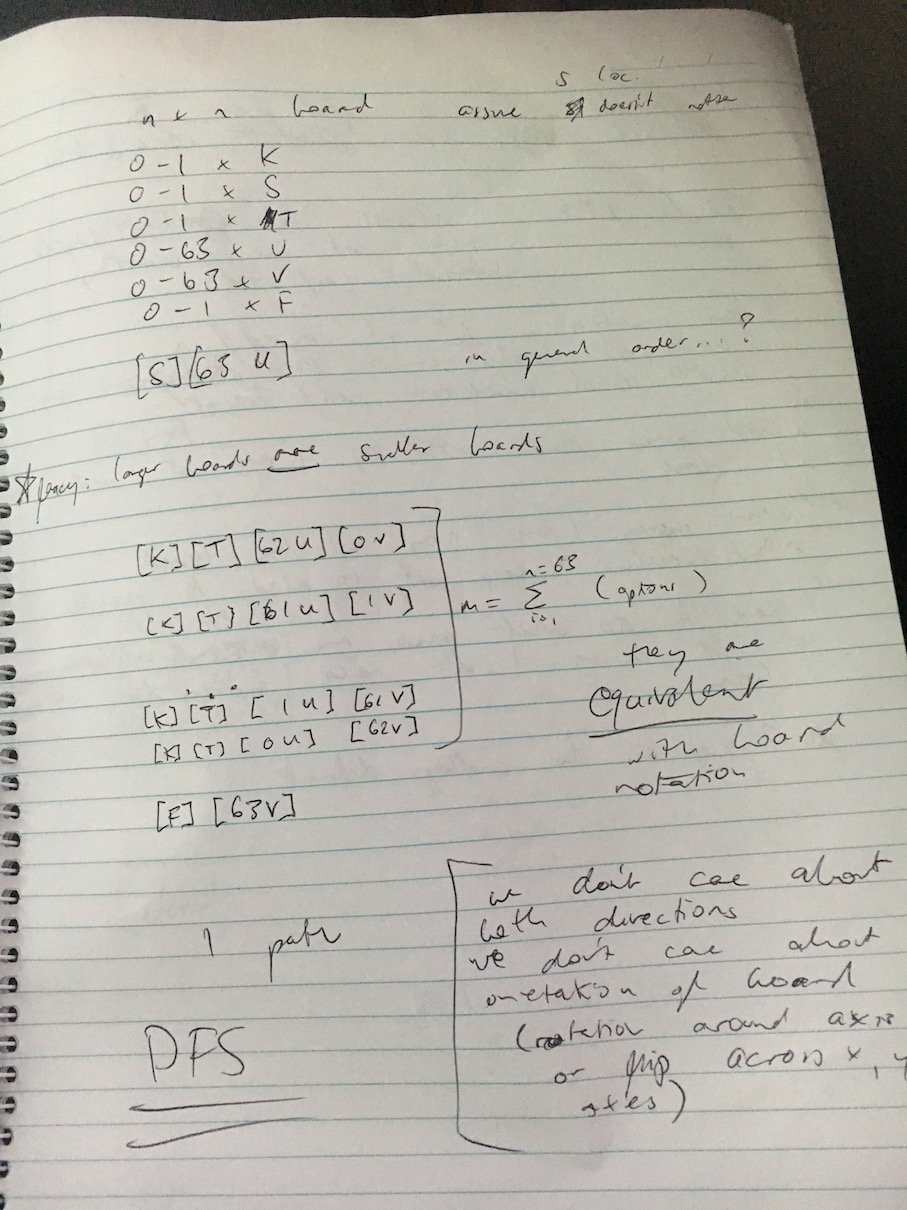 S loc.
n x n board assume S doesn't matter
0 - 1 x K
0 - 1 x S
0 - 1 x T
0 - 63 x U
0 - 63 x V
0 - 1 x F
[S][63 U] in general order...?
larger boards are smaller boards
[K][T][62 U][0 V]
[K][T][61 U][1 V] m = n=63 Σ i=1 (options)
they are
[K][T][1 U][61 V] equivalent
[K][T][0 U][62 V] with board
notation
[F][63 V]
we don't care about
both directions
1 path we don't care about
orientation of board
DFS (rotation around axis
or flip across x, y
axes)